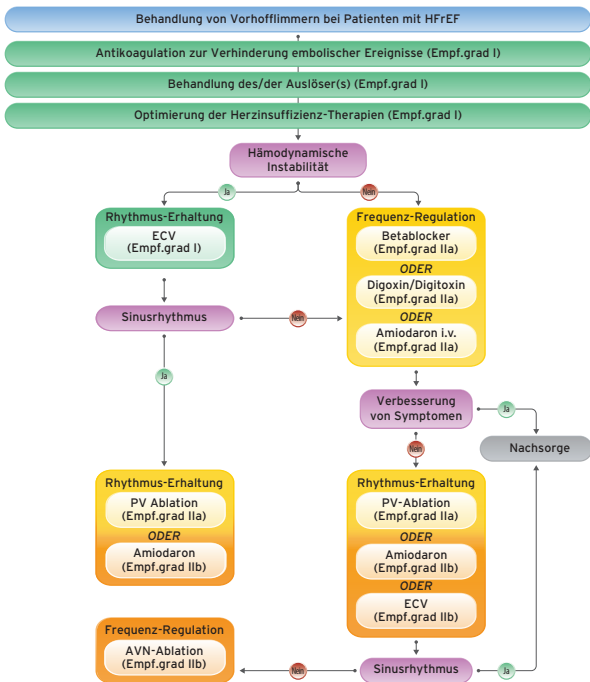 Behandlung von Vorhofflimmern bei Patienten mit HFrEF
Antikoagulation zur Verhinderung embolischer Ereignisse (Empf.grad I)
Behandlung des/der Auslöser(s) (Empf.grad I)
Optimierung der Herzinsuffizienz-Therapien (Empf.grad I)
Hämodynamische
Instabilität
Ja
Nein
Rhythmus-Erhaltung
ECV
(Empf.grad I)
Frequenz-Regulation
Betablocker
(Empf.grad IIa)
ODER
Digoxin/Digitoxin
(Empf.grad IIa)
ODER
Amiodaron i.v.
(Empf.grad IIa)
Sinusrhythmus
Nein
Ja
Verbesserung
von Symptomen
Ja
Nein
Nachsorge
Rhythmus-Erhaltung
PV Ablation
(Empf.grad IIa)
ODER
Amiodaron
(Empf.grad IIb)
Rhythmus-Erhaltung
PV-Ablation
(Empf.grad IIa)
ODER
Amiodaron
(Empf.grad IIb)
ODER
ECV
(Empf.grad IIb)
Frequenz-Regulation
AVN-Ablation
(Empf.grad IIb)
Nein
Sinusrhythmus
Ja